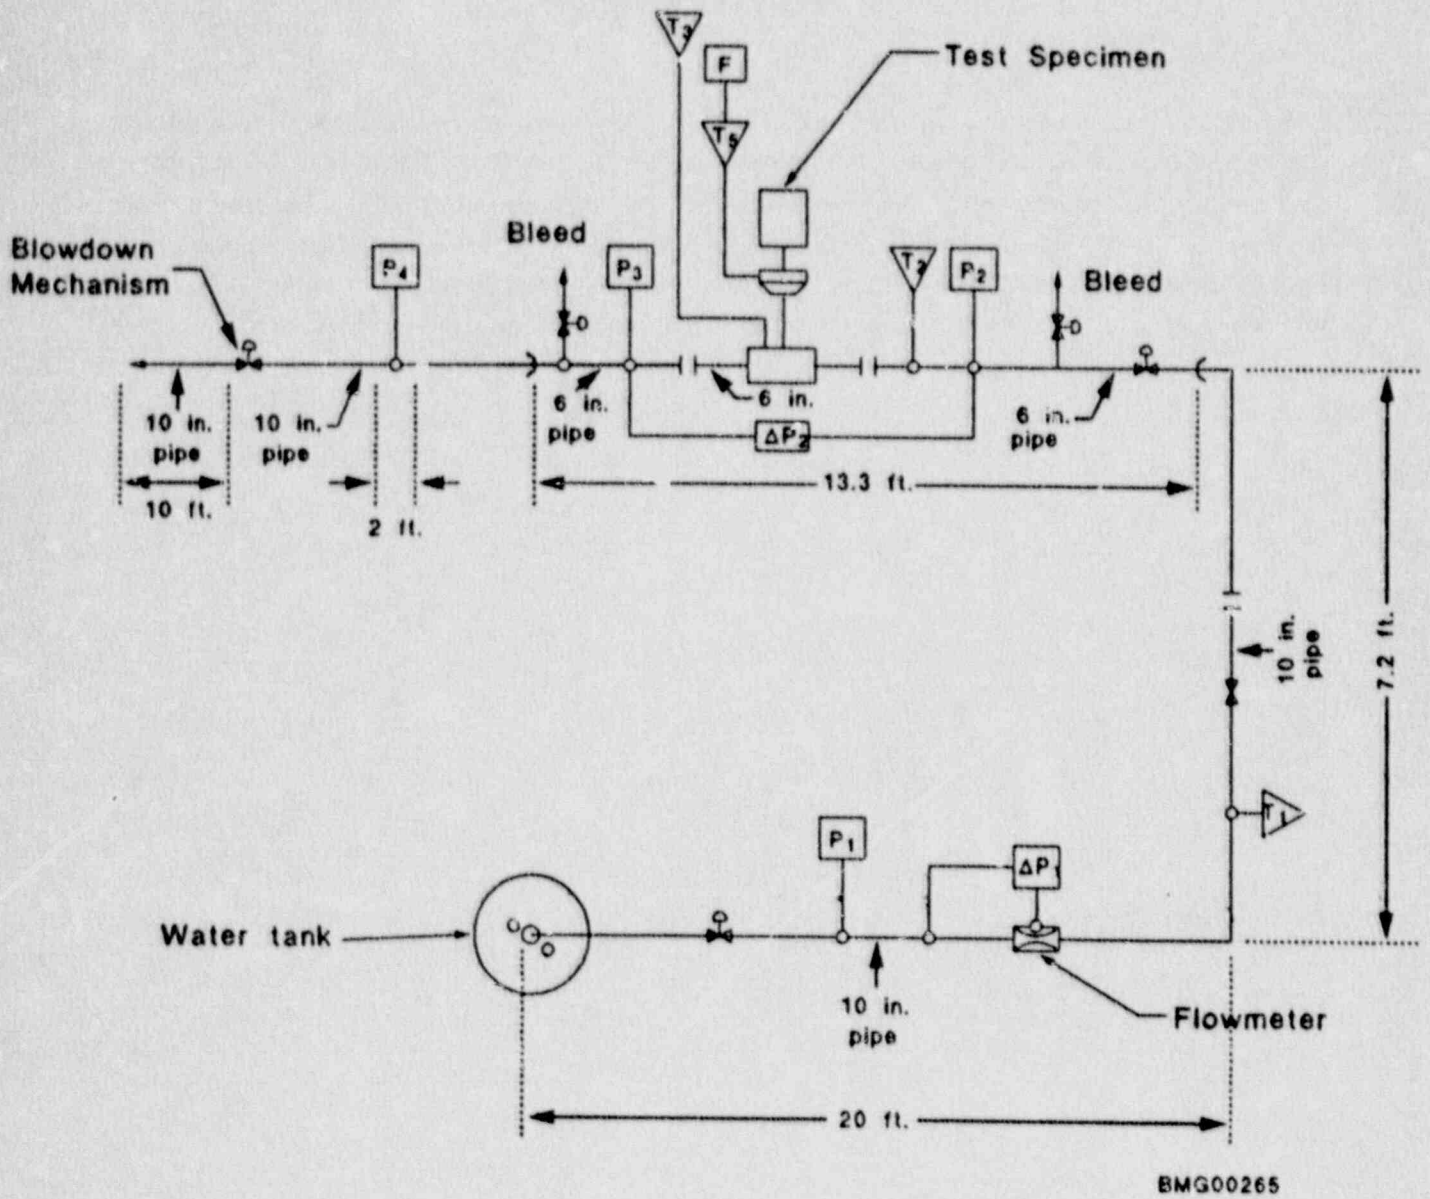 T3
F
Test Specimen
T5
Bleed
Blowdown
Mechanism
P4
P3
T2
P2
Bleed
10 in.
pipe
10 in.
pipe
6 in.
pipe
6 in.
6 in.
pipe
ΔP2
13.3 ft.
10 ft.
2 ft.
10 in.
pipe
7.2 ft.
T1
P1
ΔP1
Water tank
10 in.
pipe
Flowmeter
20 ft.
BMG00265